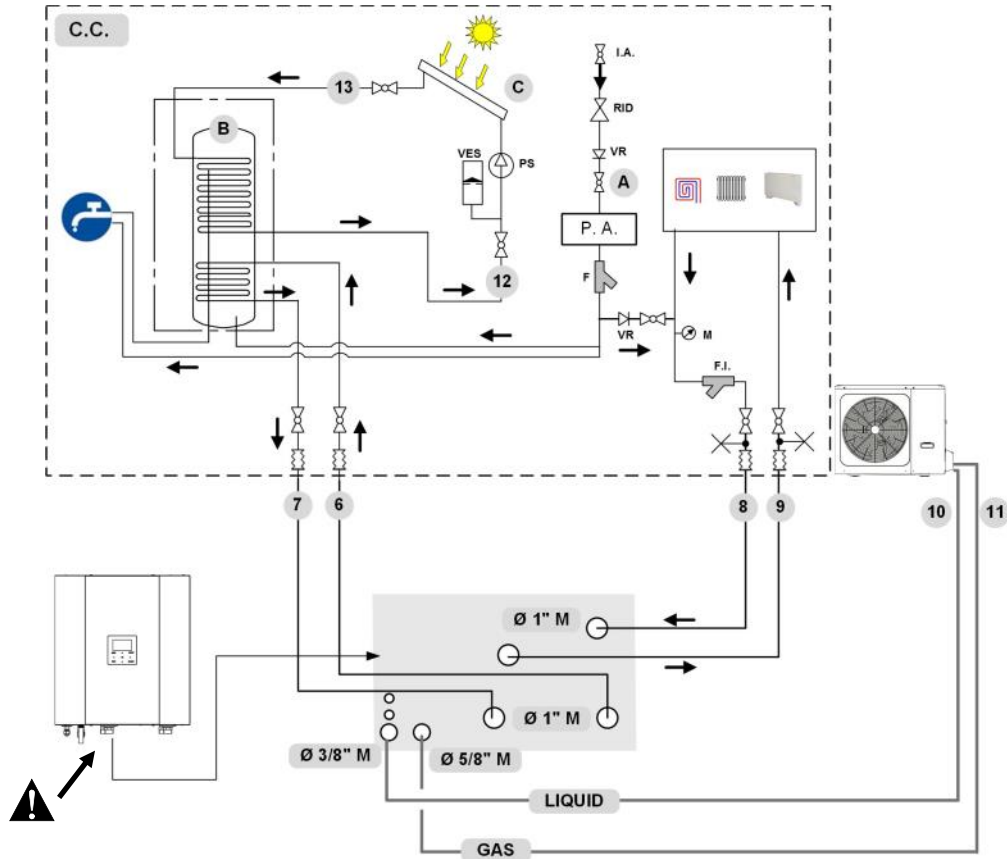 C.C.
I.A.
13
C
RID
B
VES
PS
VR
A
P. A.
12
F
VR
M
F.I.
7
6
8
9
10
11
Ø 1" M
Ø 1" M
Ø 3/8" M
Ø 5/8" M
LIQUID
GAS